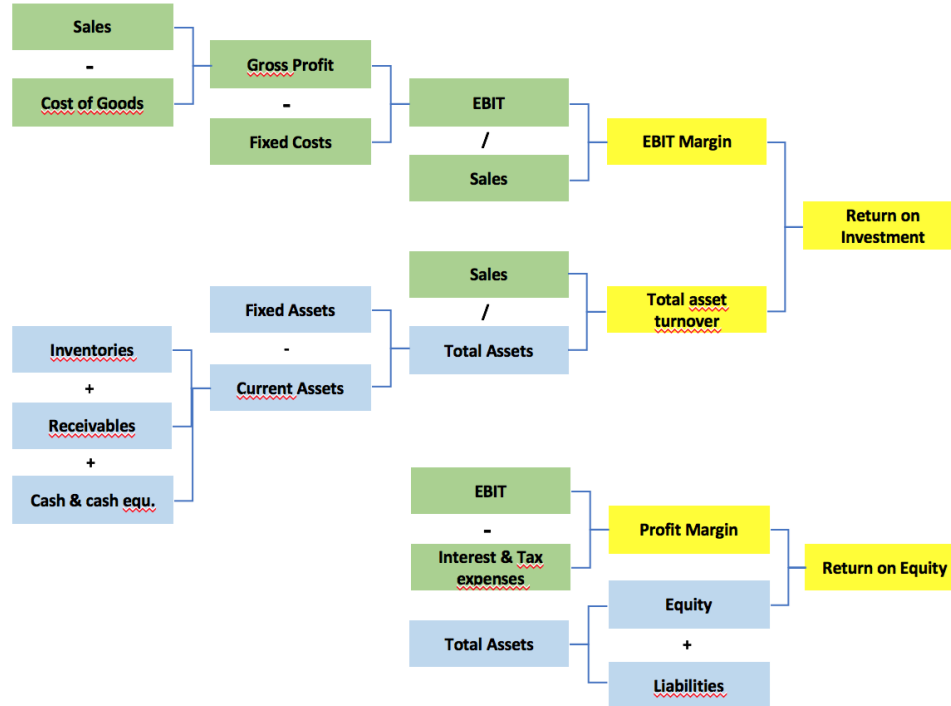 Sales
-
Cost of Goods
Gross Profit
-
Fixed Costs
EBIT
/
Sales
EBIT Margin
Return on
Investment
Sales
/
Total Assets
Total asset
turnover
Fixed Assets
-
Current Assets
Inventories
+
Receivables
+
Cash & cash equ.
EBIT
-
Interest & Tax
expenses
Profit Margin
Return on Equity
Total Assets
Equity
+
Liabilities